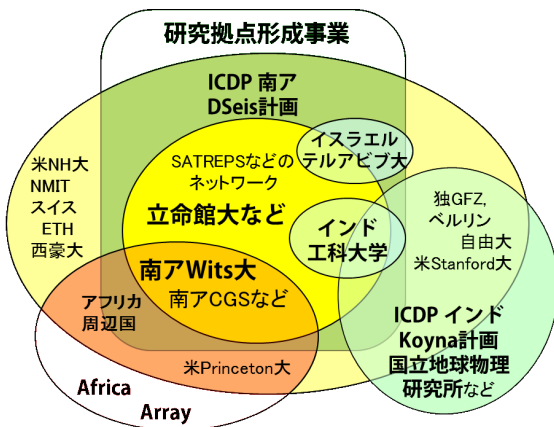 研究拠点形成事業
ICDP 南ア
DSeis計画
イスラエル
テルアビブ大
SATREPSなどの
ネットワーク
立命館大など
米NH大
NMIT
スイス
ETH
西豪大
インド
工科大学
独GFZ,
ベルリン
自由大
米Stanford大
南アWits大
南アCGSなど
アフリカ
周辺国
ICDP インド
Koyna計画
国立地球物理
研究所など
米Princeton大
Africa
Array